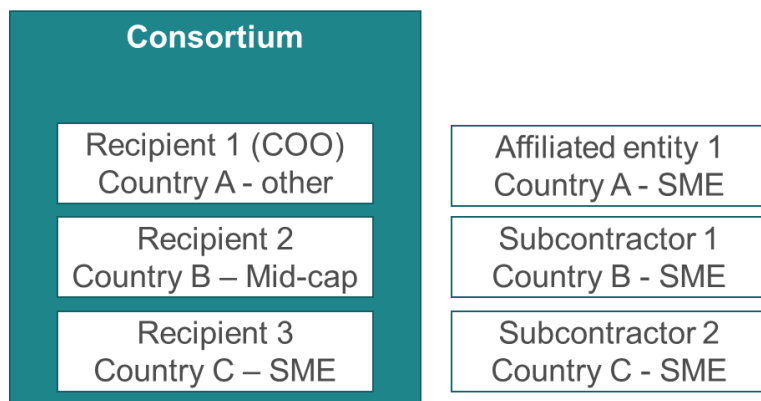 Consortium
Recipient 1 (COO)
Country A - other
Affiliated entity 1
Country A - SME
Recipient 2
Country B – Mid-cap
Subcontractor 1
Country B - SME
Recipient 3
Country C – SME
Subcontractor 2
Country C - SME